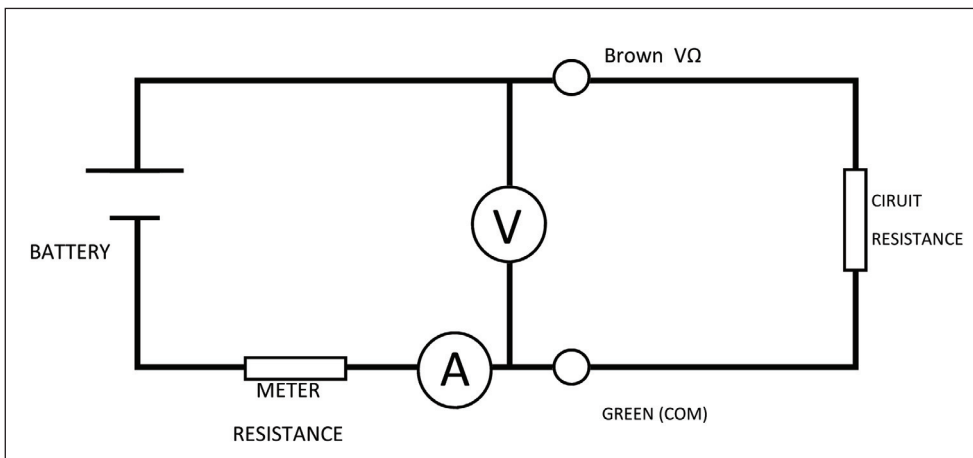 Brown VΩ
V
CIRUIT
RESISTANCE
BATTERY
A
METER
RESISTANCE
GREEN (COM)